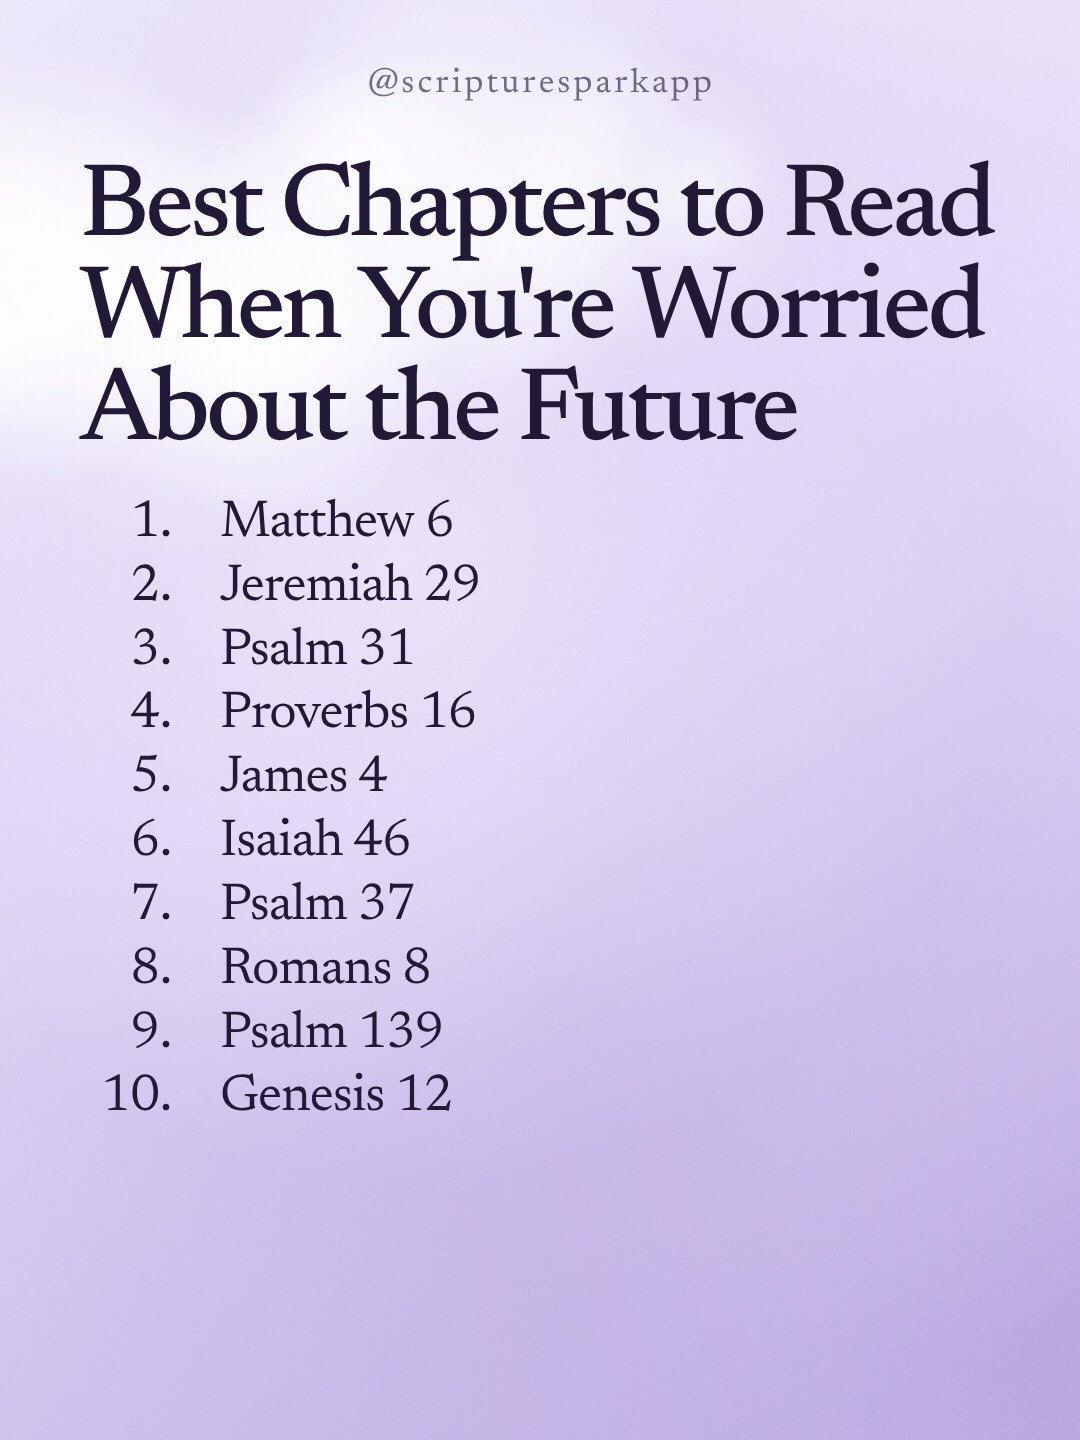 @scripturesparkapp
Best Chapters to Read
When You're Worried
About the Future
1. Matthew 6
2. Jeremiah 29
3. Psalm 31
4. Proverbs 16
5. James 4
6. Isaiah 46
7. Psalm 37
8. Romans 8
9. Psalm 139
10. Genesis 12